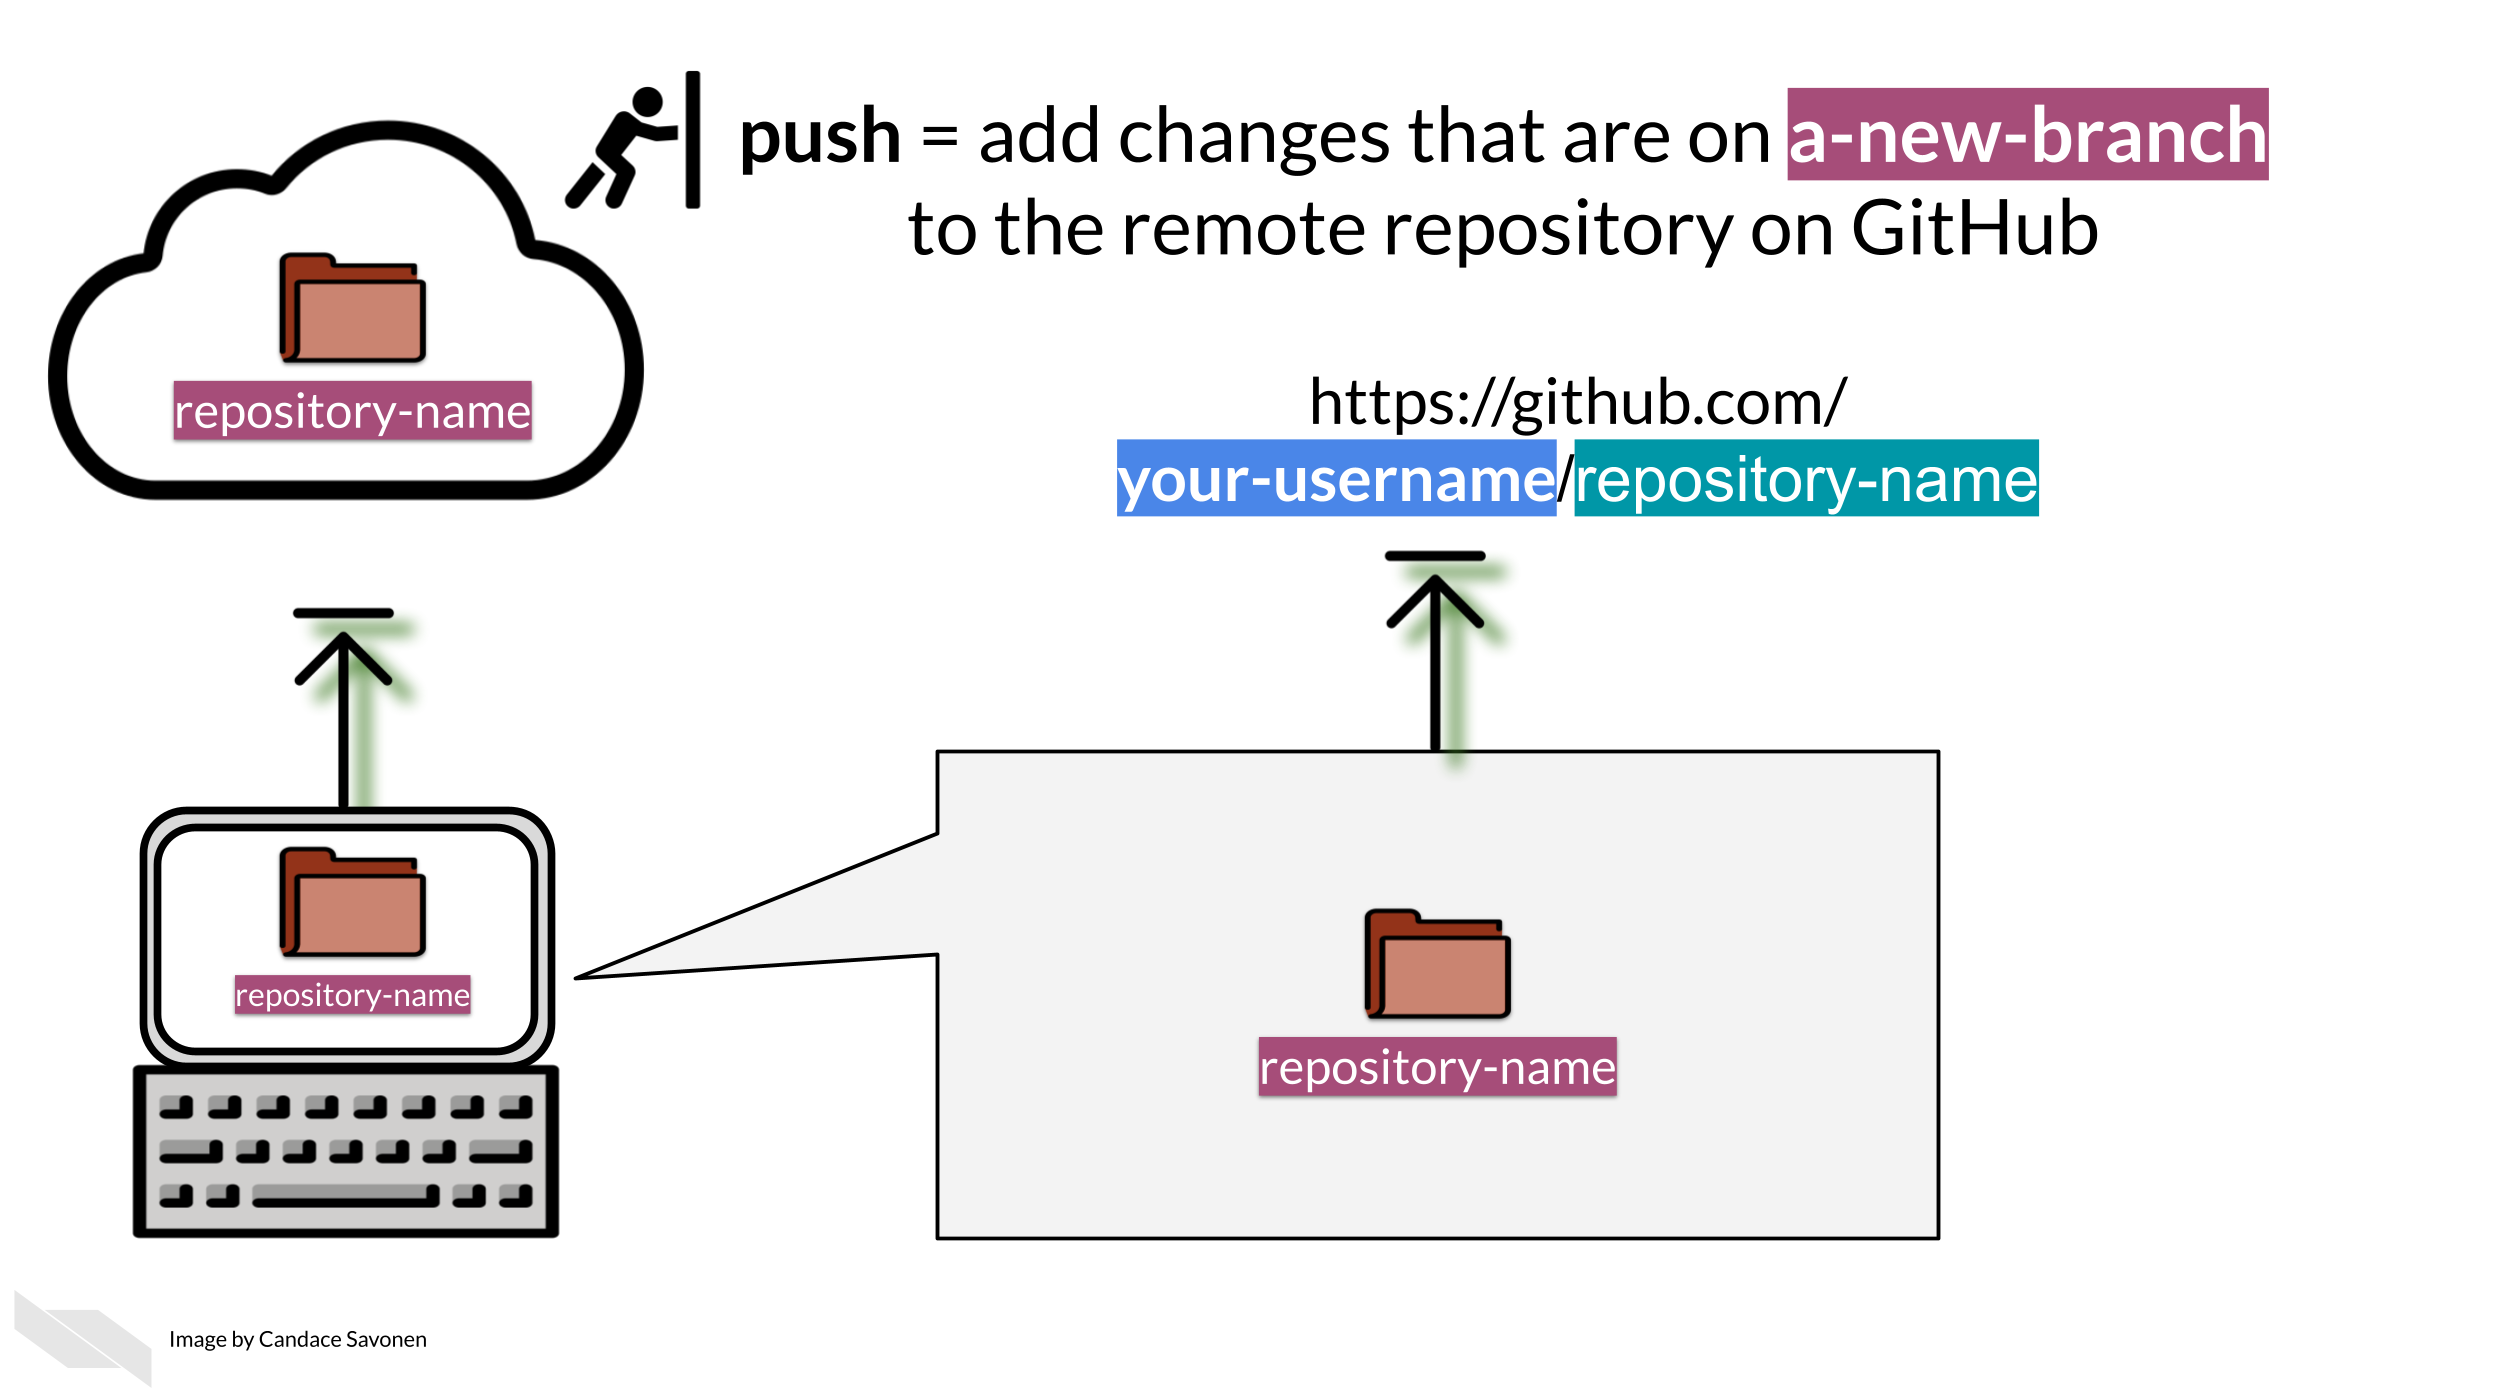 push = add changes that are on a-new-branch
to the remote repository on GitHub
repository-name
https://github.com/
your-username/repository-name
repository-name
repository-name
Image by Candace Savonen